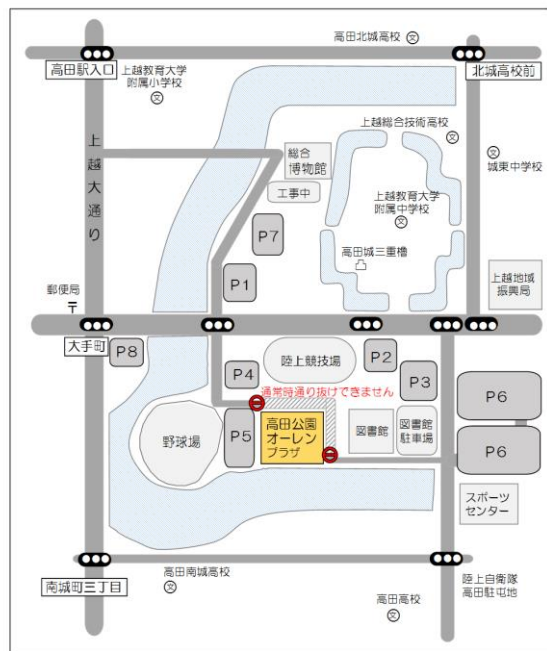 高田北城高校
高田駅入口
上越教育大学
附属小学校
北城高校前
上越総合技術高校
上越大通り
総合
博物館
城東中学校
工事中
上越教育大学
附属中学校
P7
高田城三重櫓
P1
上越地域
振興局
郵便局
大手町
P8
陸上競技場
P2
P4
P3
通常時通り抜けできません
P6
P5
高田公園
オーレン
プラザ
野球場
図書館
図書館
駐車場
P6
スポーツ
センター
南城町三丁目
高田南城高校
高田高校
陸上自衛隊
高田駐屯地